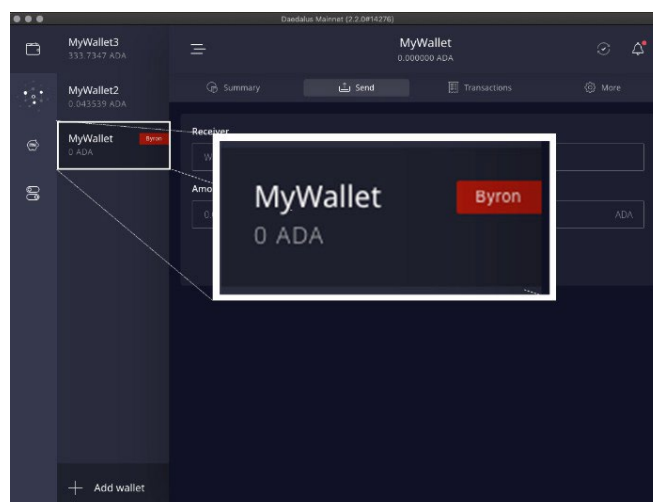 Daedalus Mainnet (2.2.0#14276)
MyWallet3
333.7347 ADA
MyWallet2
0.043539 ADA
MyWallet Byron
0 ADA
Add wallet
MyWallet
0.000000 ADA
Summary Send Transactions More
Receiver
MyWallet Byron
0 ADA
ADA